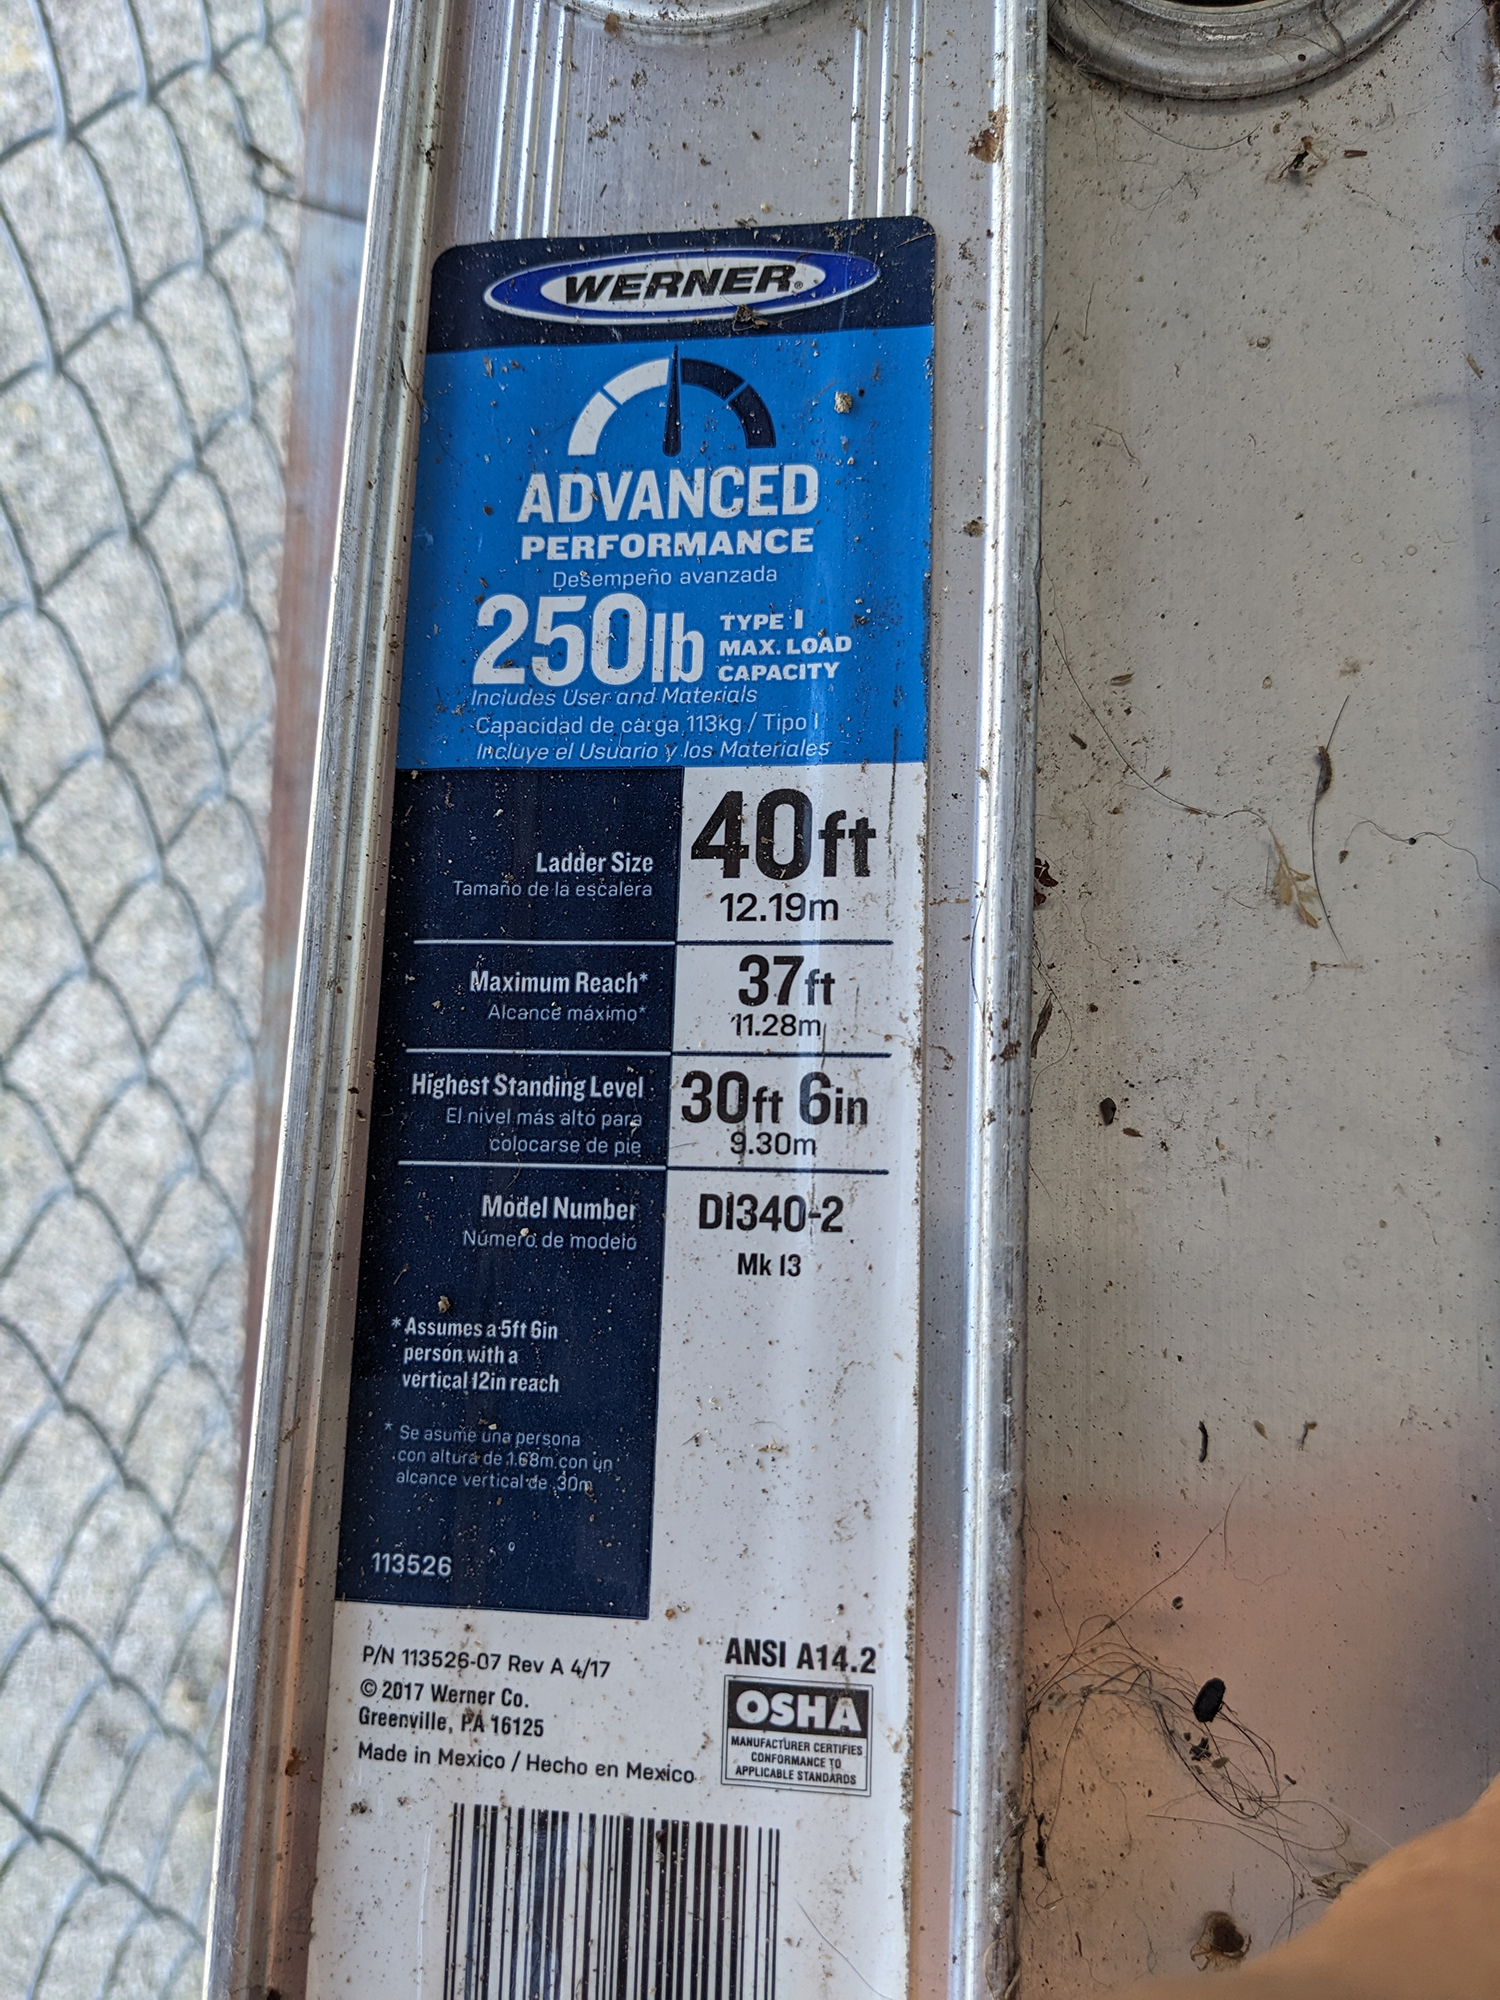 WERNER®
ADVANCED
PERFORMANCE
Desempeño avanzada
250lb TYPE I
MAX. LOAD
CAPACITY
Includes User and Materials
Capacidad de carga 113kg / Tipo I
Incluye el Usuario y los Materiales
Ladder Size 40ft
Tamaño de la escalera 12.19m
Maximum Reach* 37ft
Alcance máximo* 11.28m
Highest Standing Level 30ft 6in
El nivel más alto para
colocarse de pie 9.30m
Model Number DI340-2
Número de modelo Mk 13
* Assumes a 5ft 6in
person with a
vertical 12in reach
* Se asume una persona
con altura de 1.68m con un
alcance vertical de .30m
113526
P/N 113526-07 Rev A 4/17
© 2017 Werner Co.
Greenville, PA 16125
Made in Mexico / Hecho en Mexico
ANSI A14.2
OSHA
MANUFACTURER CERTIFIES
CONFORMANCE TO
APPLICABLE STANDARDS